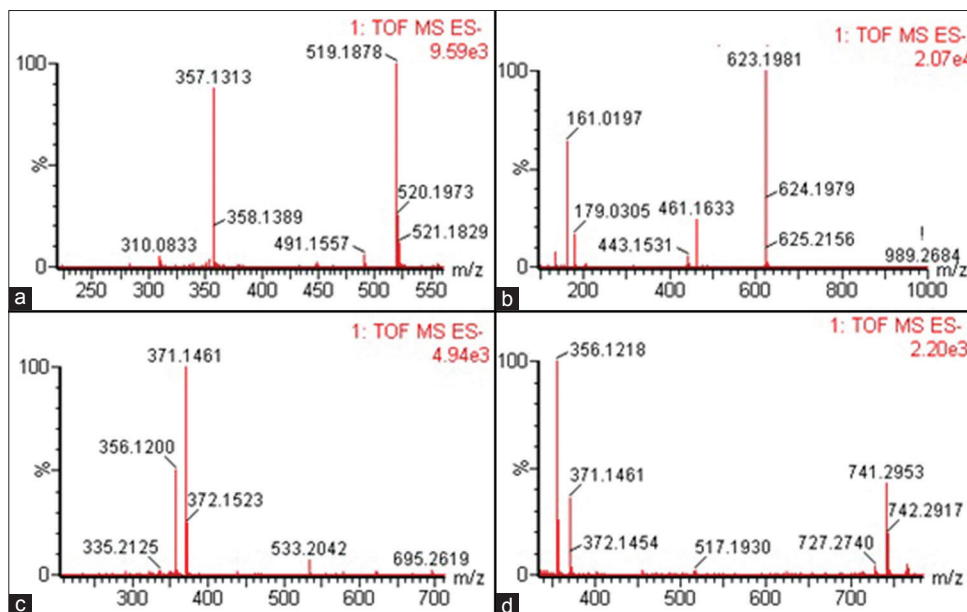 1: TOF MS ES-
9.59e3
519.1878
100
357.1313
%
520.1973
358.1389
310.0833
491.1557
521.1829
0
m/z
250 300 350 400 450 500 550
a
1: TOF MS ES-
2.07e4
623.1981
100
161.0197
%
624.1979
179.0305
461.1633
443.1531
625.2156
!
989.2684
0
m/z
200 400 600 800 1000
b
1: TOF MS ES-
4.94e3
371.1461
100
356.1200
%
372.1523
335.2125
533.2042
695.2619
0
m/z
300 400 500 600 700
c
1: TOF MS ES-
2.20e3
356.1218
100
%
371.1461
741.2953
372.1454
742.2917
517.1930
727.2740
0
m/z
400 500 600 700
d